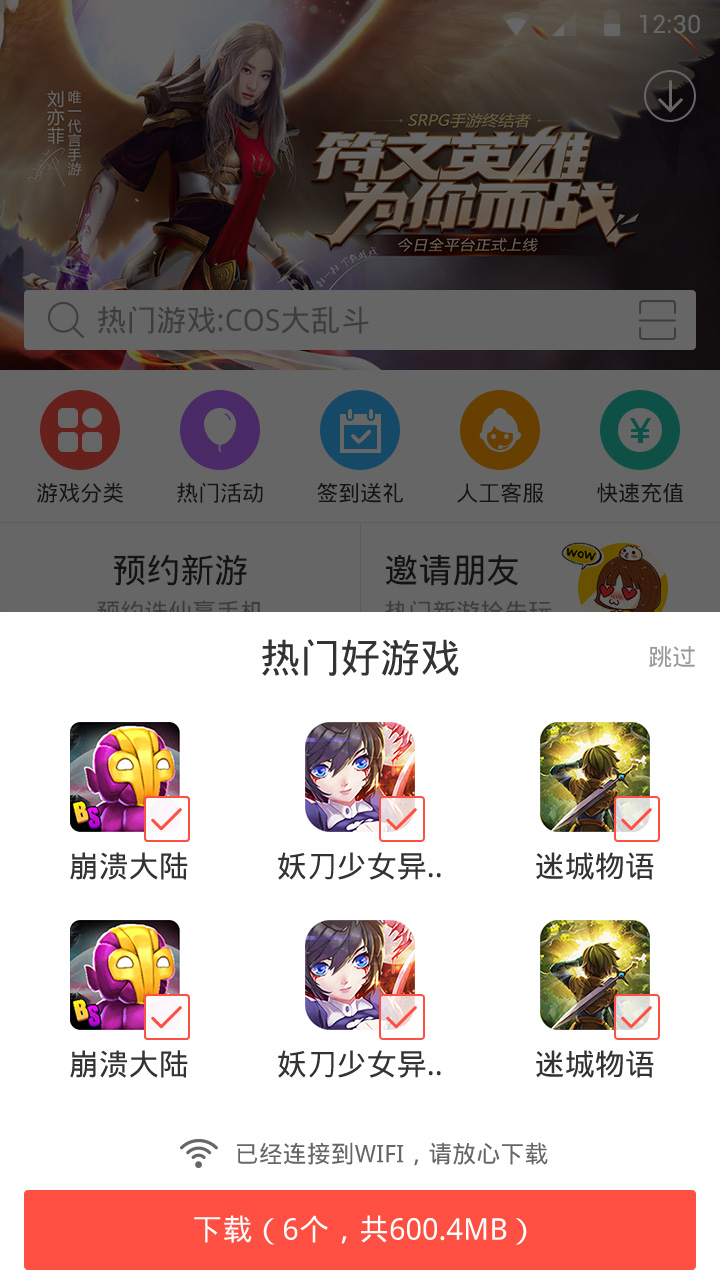 12:30
唯一代言手游
刘亦菲
SRPG手游终结者
符文英雄
为你而战
今日全平台正式上线
热门游戏:COS大乱斗
游戏分类
热门活动
签到送礼
人工客服
快速充值
预约新游
邀请朋友
WOW
预约诛仙赢手机
热门新游抢先玩
热门好游戏
跳过
BS
崩溃大陆
妖刀少女异..
迷城物语
BS
崩溃大陆
妖刀少女异..
迷城物语
已经连接到WIFI，请放心下载
下载（6个，共600.4MB）